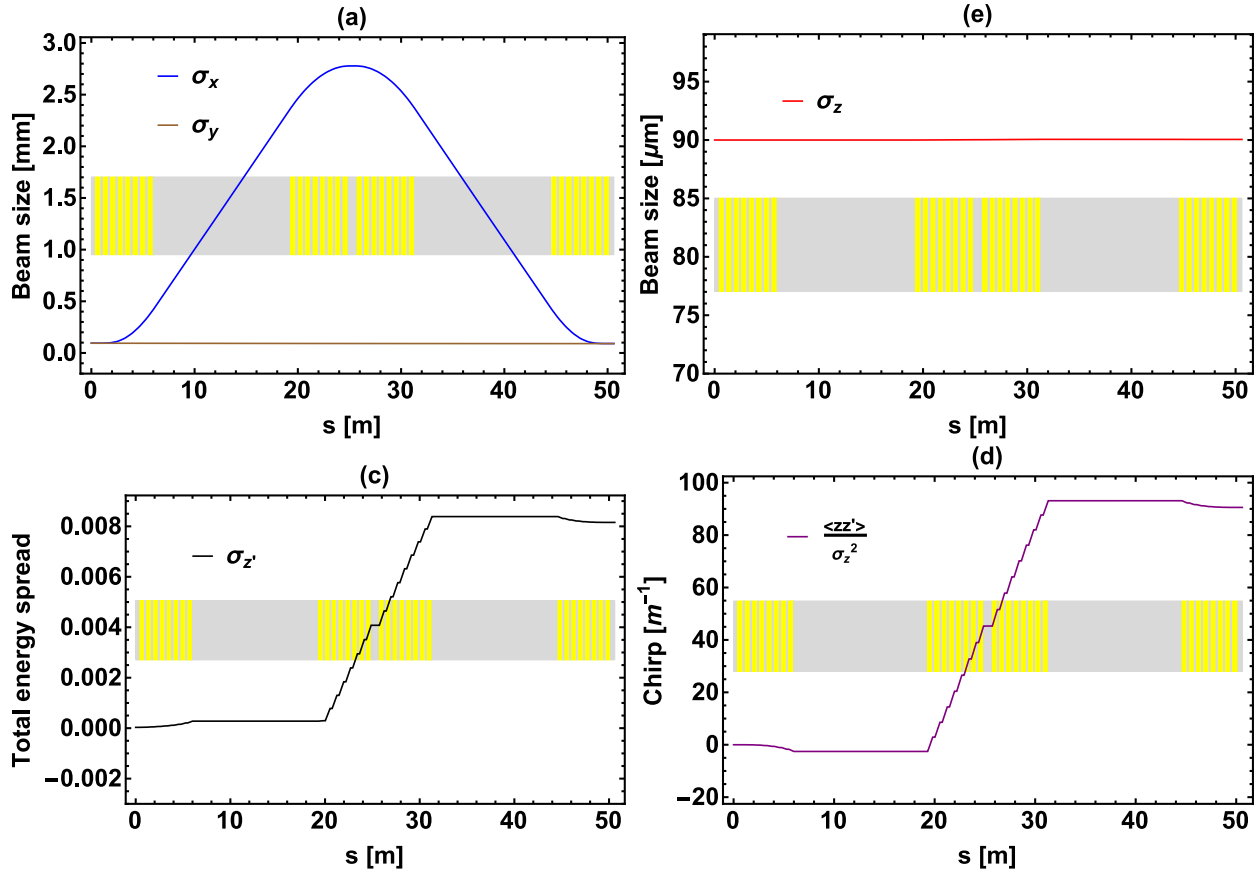 (a)
3.0
2.5
2.0
1.5
1.0
0.5
0.0
Beam size [mm]
σx
σy
0 10 20 30 40 50
s [m]
(e)
95
90
85
80
75
70
Beam size [μm]
σz
0 10 20 30 40 50
s [m]
(c)
0.008
0.006
0.004
0.002
0.000
−0.002
Total energy spread
σz'
0 10 20 30 40 50
s [m]
(d)
100
80
60
40
20
0
−20
Chirp [m⁻¹]
<zz'>
σz²
0 10 20 30 40 50
s [m]